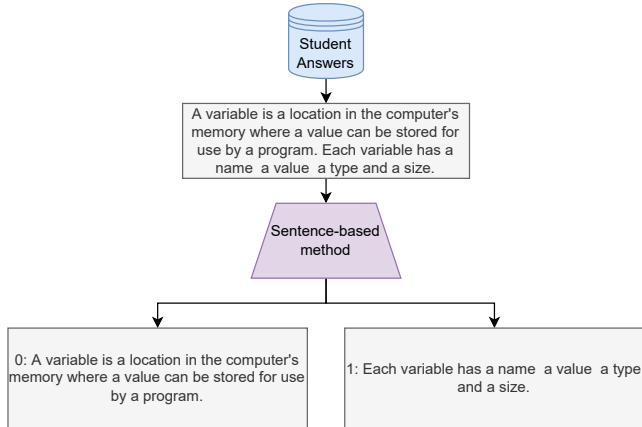 Student
Answers
A variable is a location in the computer's
memory where a value can be stored for
use by a program. Each variable has a
name a value a type and a size.
Sentence-based
method
0: A variable is a location in the computer's
memory where a value can be stored for use
by a program.
1: Each variable has a name a value a type
and a size.